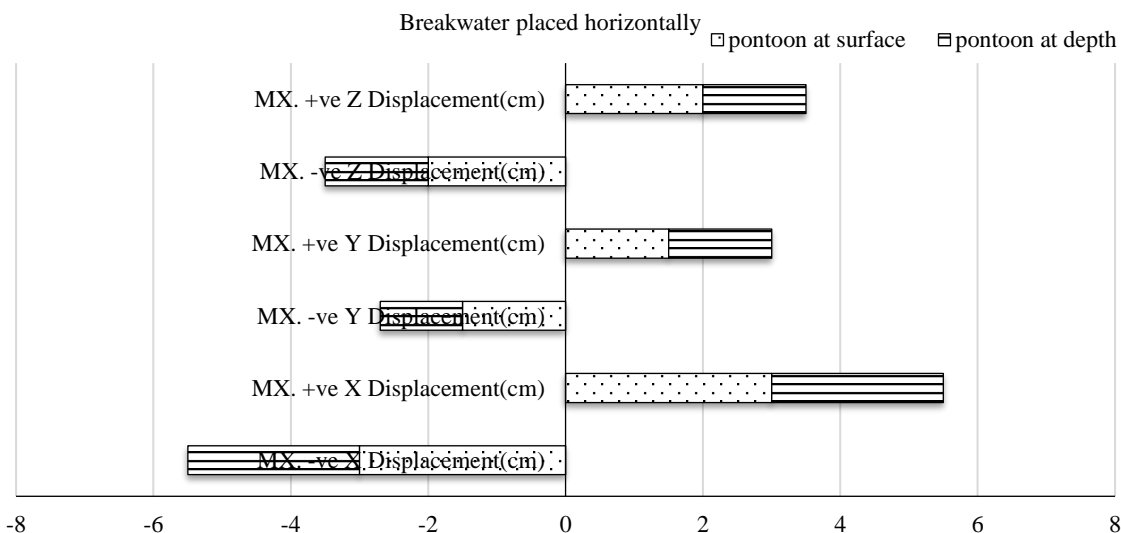 Breakwater placed horizontally
pontoon at surface pontoon at depth
MX. +ve Z Displacement(cm)
MX. -ve Z Displacement(cm)
MX. +ve Y Displacement(cm)
MX. -ve Y Displacement(cm)
MX. +ve X Displacement(cm)
MX. -ve X Displacement(cm)
-8 -6 -4 -2 0 2 4 6 8